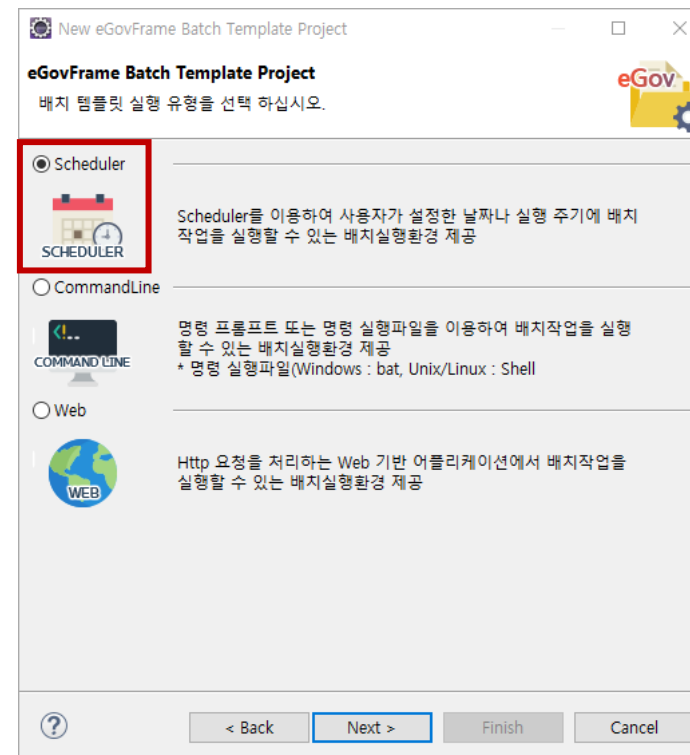 New eGovFrame Batch Template Project
eGovFrame Batch Template Project
배치 템플릿 실행 유형을 선택 하십시오.
eGov
Scheduler
SCHEDULER
Scheduler를 이용하여 사용자가 설정한 날짜나 실행 주기에 배치
작업을 실행할 수 있는 배치실행환경 제공
CommandLine
<!..
COMMAND LINE
명령 프롬프트 또는 명령 실행파일을 이용하여 배치작업을 실행
할 수 있는 배치실행환경 제공
* 명령 실행파일(Windows : bat, Unix/Linux : Shell
Web
WEB
Http 요청을 처리하는 Web 기반 어플리케이션에서 배치작업을
실행할 수 있는 배치실행환경 제공
?
< Back
Next >
Finish
Cancel